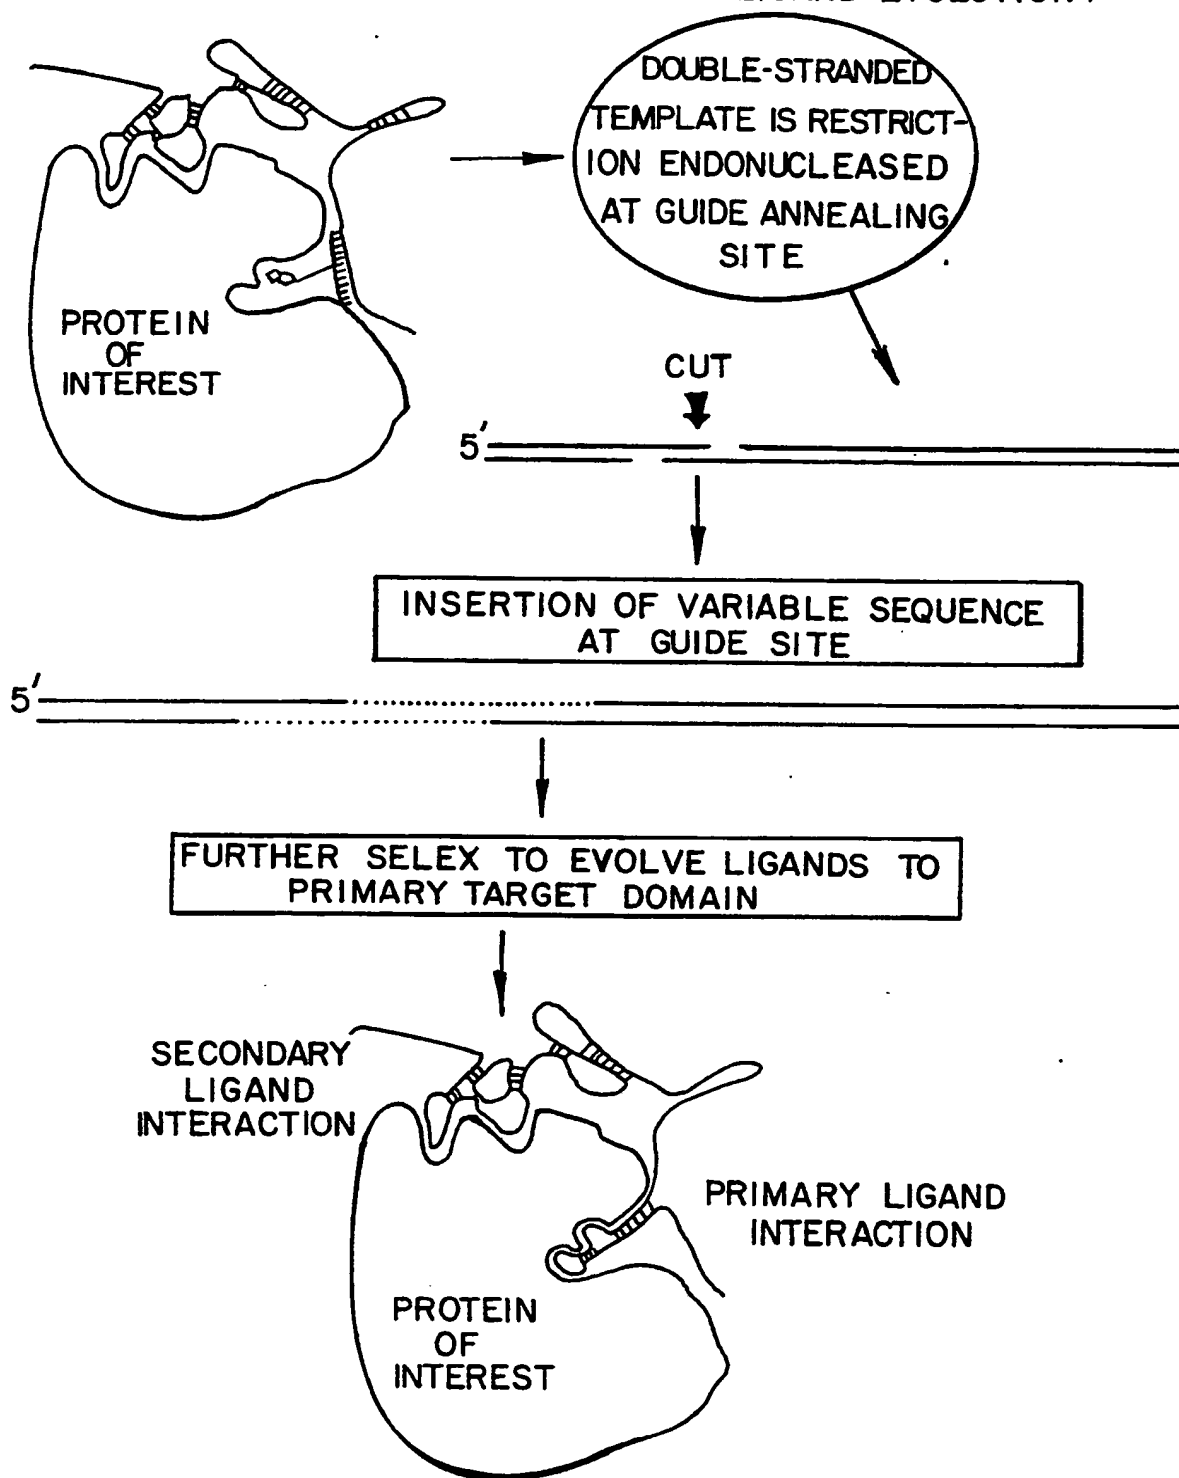 DOUBLE-STRANDED
TEMPLATE IS RESTRICT-
ION ENDONUCLEASED
AT GUIDE ANNEALING
SITE
PROTEIN
OF
INTEREST
CUT
5'
INSERTION OF VARIABLE SEQUENCE
AT GUIDE SITE
5'
FURTHER SELEX TO EVOLVE LIGANDS TO
PRIMARY TARGET DOMAIN
SECONDARY
LIGAND
INTERACTION
PRIMARY LIGAND
INTERACTION
PROTEIN
OF
INTEREST